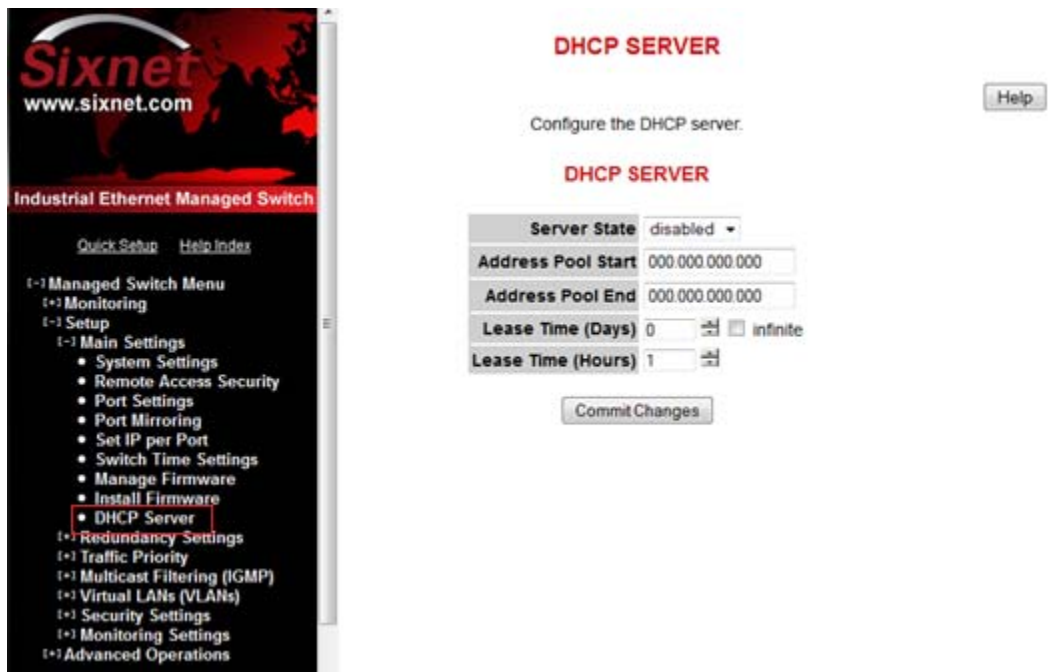 Sixnet
www.sixnet.com
Industrial Ethernet Managed Switch
Quick Setup Help Index
[-] Managed Switch Menu
[+] Monitoring
[-] Setup
[-] Main Settings
• System Settings
• Remote Access Security
• Port Settings
• Port Mirroring
• Set IP per Port
• Switch Time Settings
• Manage Firmware
• Install Firmware
• DHCP Server
[+] Redundancy Settings
[+] Traffic Priority
[+] Multicast Filtering (IGMP)
[+] Virtual LANs (VLANs)
[+] Security Settings
[+] Monitoring Settings
[+] Advanced Operations
DHCP SERVER
Help
Configure the DHCP server.
DHCP SERVER
Server State disabled
Address Pool Start 000.000.000.000
Address Pool End 000.000.000.000
Lease Time (Days) 0 infinite
Lease Time (Hours) 1
Commit Changes